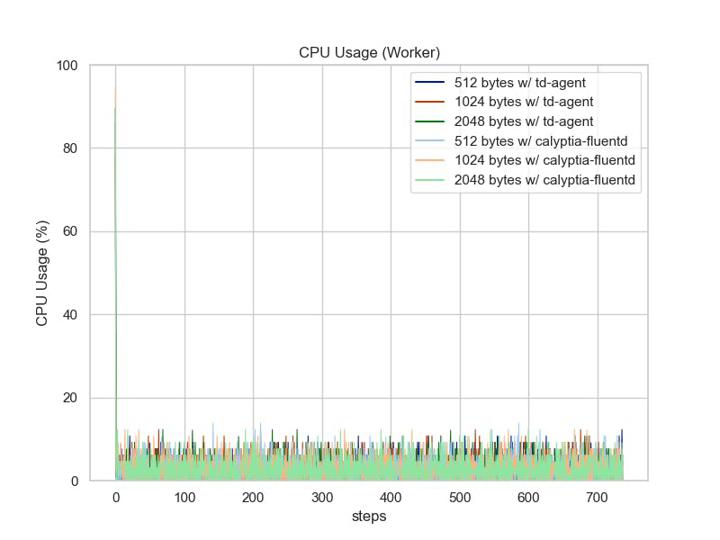 CPU Usage (Worker)
100
80
60
40
20
0
CPU Usage (%)
512 bytes w/ td-agent
1024 bytes w/ td-agent
2048 bytes w/ td-agent
512 bytes w/ calyptia-fluentd
1024 bytes w/ calyptia-fluentd
2048 bytes w/ calyptia-fluentd
0 100 200 300 400 500 600 700
steps